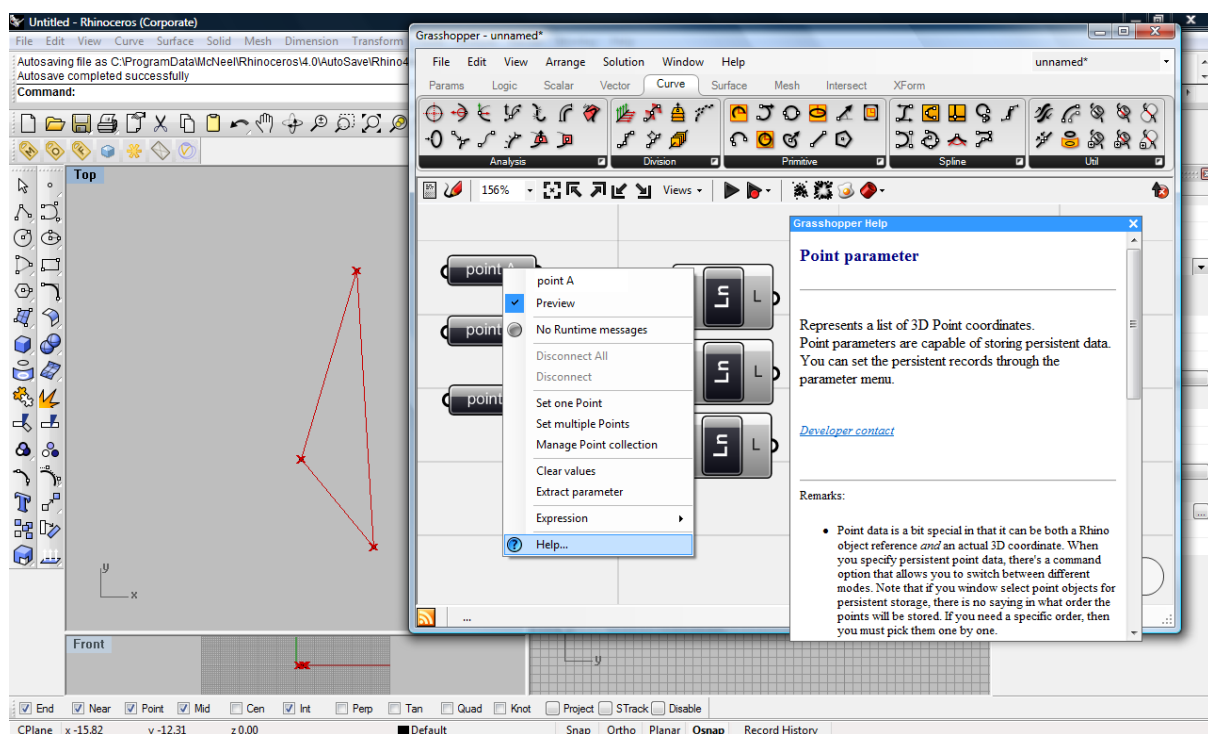 Untitled - Rhinoceros (Corporate)
File Edit View Curve Surface Solid Mesh Dimension Transform
Autosaving file as C:\ProgramData\McNeel\Rhinoceros\4.0\AutoSave\Rhino4
Autosave completed successfully
Command:
Top
y
x
Front
Grasshopper - unnamed*
File Edit View Arrange Solution Window Help
unnamed*
Params Logic Scalar Vector Curve Surface Mesh Intersect XForm
Analysis Division Primitive Spline Util
156% Views
point A
point
point
Ln L
Ln L
Ln L
point A
Preview
No Runtime messages
Disconnect All
Disconnect
Set one Point
Set multiple Points
Manage Point collection
Clear values
Extract parameter
Expression
Help...
...
Grasshopper Help
Point parameter
Represents a list of 3D Point coordinates.
Point parameters are capable of storing persistent data.
You can set the persistent records through the
parameter menu.
Developer contact
Remarks:
• Point data is a bit special in that it can be both a Rhino
object reference and an actual 3D coordinate. When
you specify persistent point data, there's a command
option that allows you to switch between different
modes. Note that if you window select point objects for
persistent storage, there is no saying in what order the
points will be stored. If you need a specific order, then
you must pick them one by one.
y
End Near Point Mid Cen Int Perp Tan Quad Knot Project STrack Disable
CPlane x -15.82 y -12.31 z 0.00 Default Snap Ortho Planar Osnap Record History